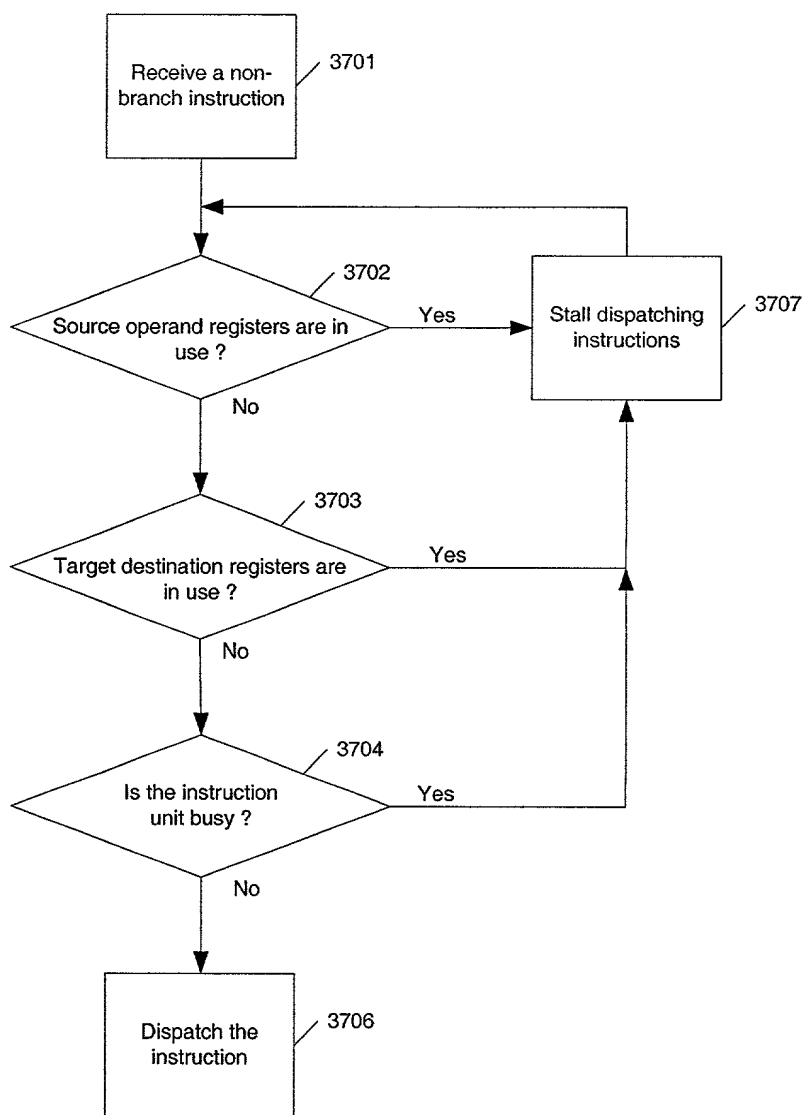 Receive a non-
branch instruction
3701
3702
Source operand registers are in
use ?
Yes
Stall dispatching
instructions
3707
No
3703
Target destination registers are
in use ?
Yes
No
3704
Is the instruction
unit busy ?
Yes
No
Dispatch the
instruction
3706